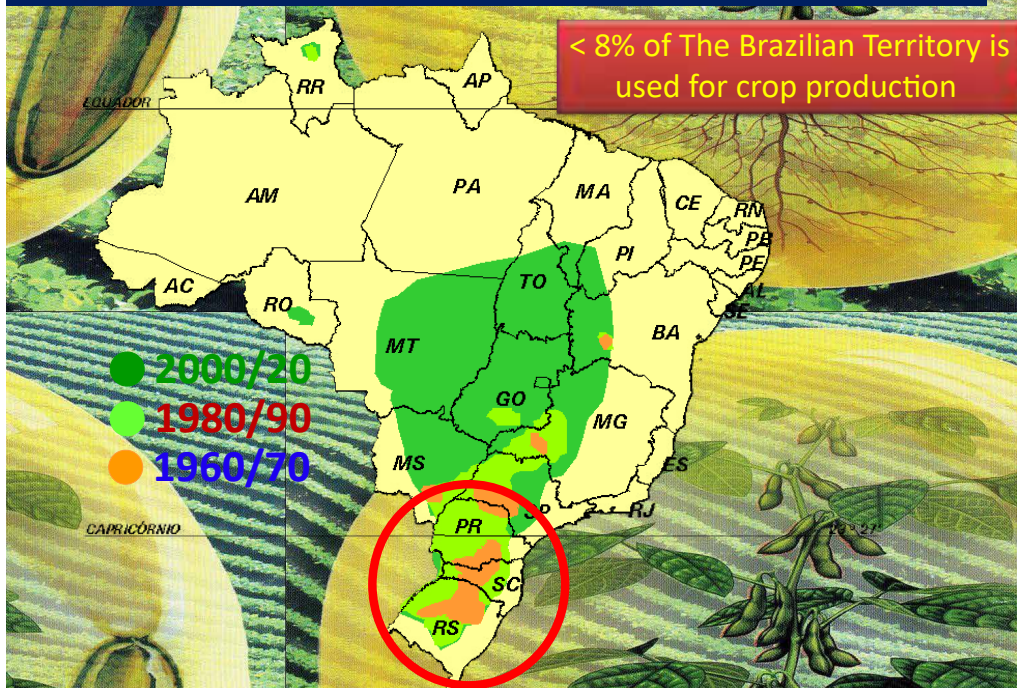 < 8% of The Brazilian Territory is
used for crop production
RR
AP
EQUADOR
AM
PA
MA
CE
RN
PB
PI
PE
AC
TO
AL
SE
RO
BA
MT
2000/20
GO
1980/90
MG
MS
1960/70
ES
SP
RJ
PR
CAPRICÓRNIO
SC
RS